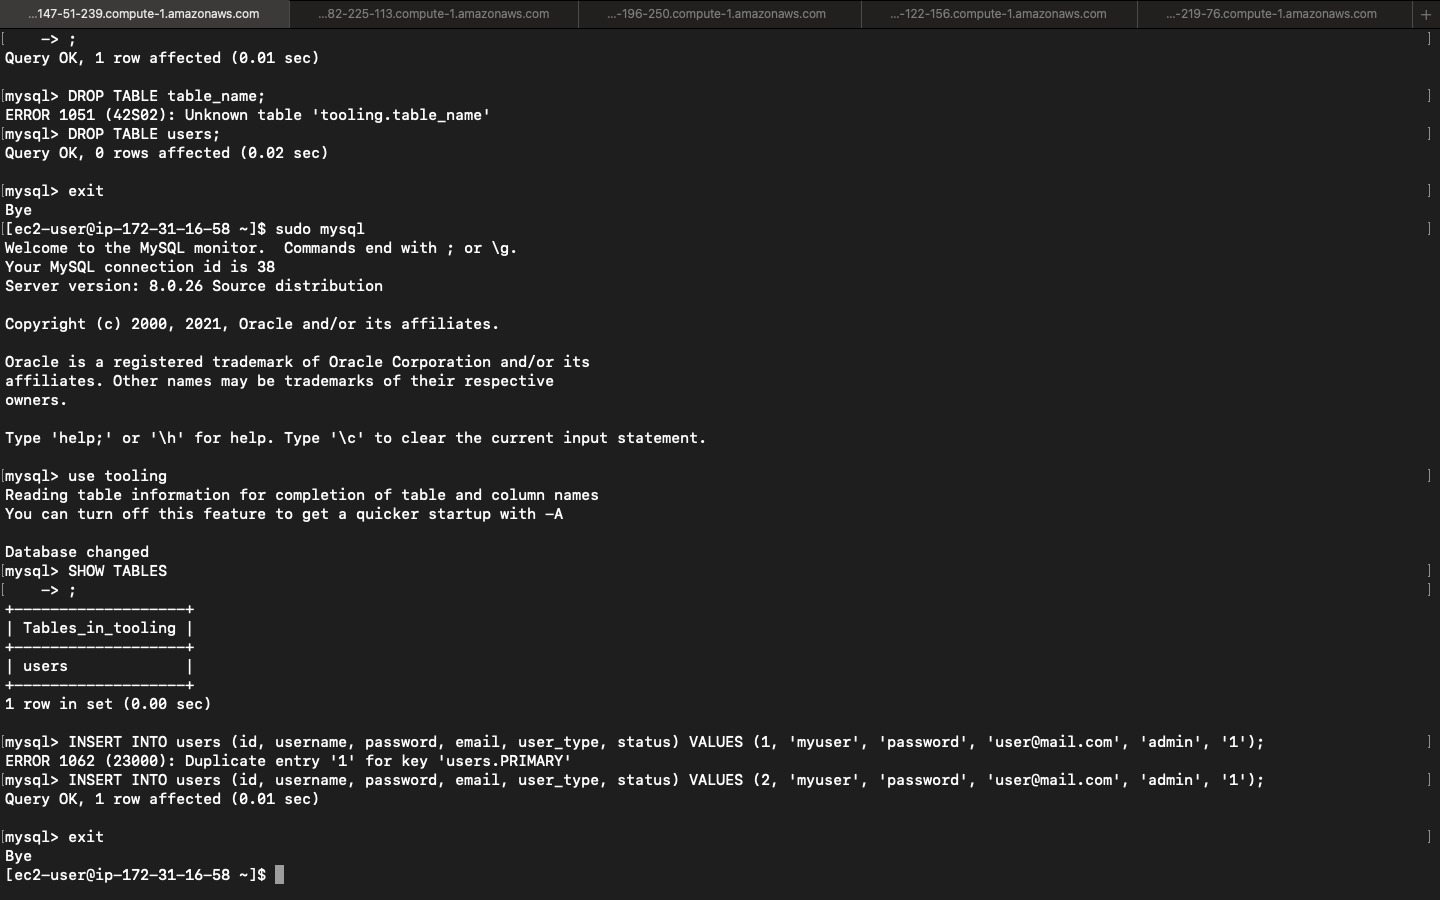 ...147-51-239.compute-1.amazonaws.com
...82-225-113.compute-1.amazonaws.com
...-196-250.compute-1.amazonaws.com
...-122-156.compute-1.amazonaws.com
...-219-76.compute-1.amazonaws.com
+
[    -> ;                    ]
Query OK, 1 row affected (0.01 sec)
[mysql> DROP TABLE table_name;                    ]
ERROR 1051 (42S02): Unknown table 'tooling.table_name'
[mysql> DROP TABLE users;                    ]
Query OK, 0 rows affected (0.02 sec)
[mysql> exit                    ]
Bye
[[ec2-user@ip-172-31-16-58 ~]$ sudo mysql                    ]
Welcome to the MySQL monitor.  Commands end with ; or \g.
Your MySQL connection id is 38
Server version: 8.0.26 Source distribution
Copyright (c) 2000, 2021, Oracle and/or its affiliates.
Oracle is a registered trademark of Oracle Corporation and/or its
affiliates. Other names may be trademarks of their respective
owners.
Type 'help;' or '\h' for help. Type '\c' to clear the current input statement.
[mysql> use tooling                    ]
Reading table information for completion of table and column names
You can turn off this feature to get a quicker startup with -A
Database changed
[mysql> SHOW TABLES                    ]
[    -> ;                    ]
+-------------------+
| Tables_in_tooling |
+-------------------+
| users             |
+-------------------+
1 row in set (0.00 sec)
[mysql> INSERT INTO users (id, username, password, email, user_type, status) VALUES (1, 'myuser', 'password', 'user@mail.com', 'admin', '1');                    ]
ERROR 1062 (23000): Duplicate entry '1' for key 'users.PRIMARY'
[mysql> INSERT INTO users (id, username, password, email, user_type, status) VALUES (2, 'myuser', 'password', 'user@mail.com', 'admin', '1');                    ]
Query OK, 1 row affected (0.01 sec)
[mysql> exit                    ]
Bye
[ec2-user@ip-172-31-16-58 ~]$